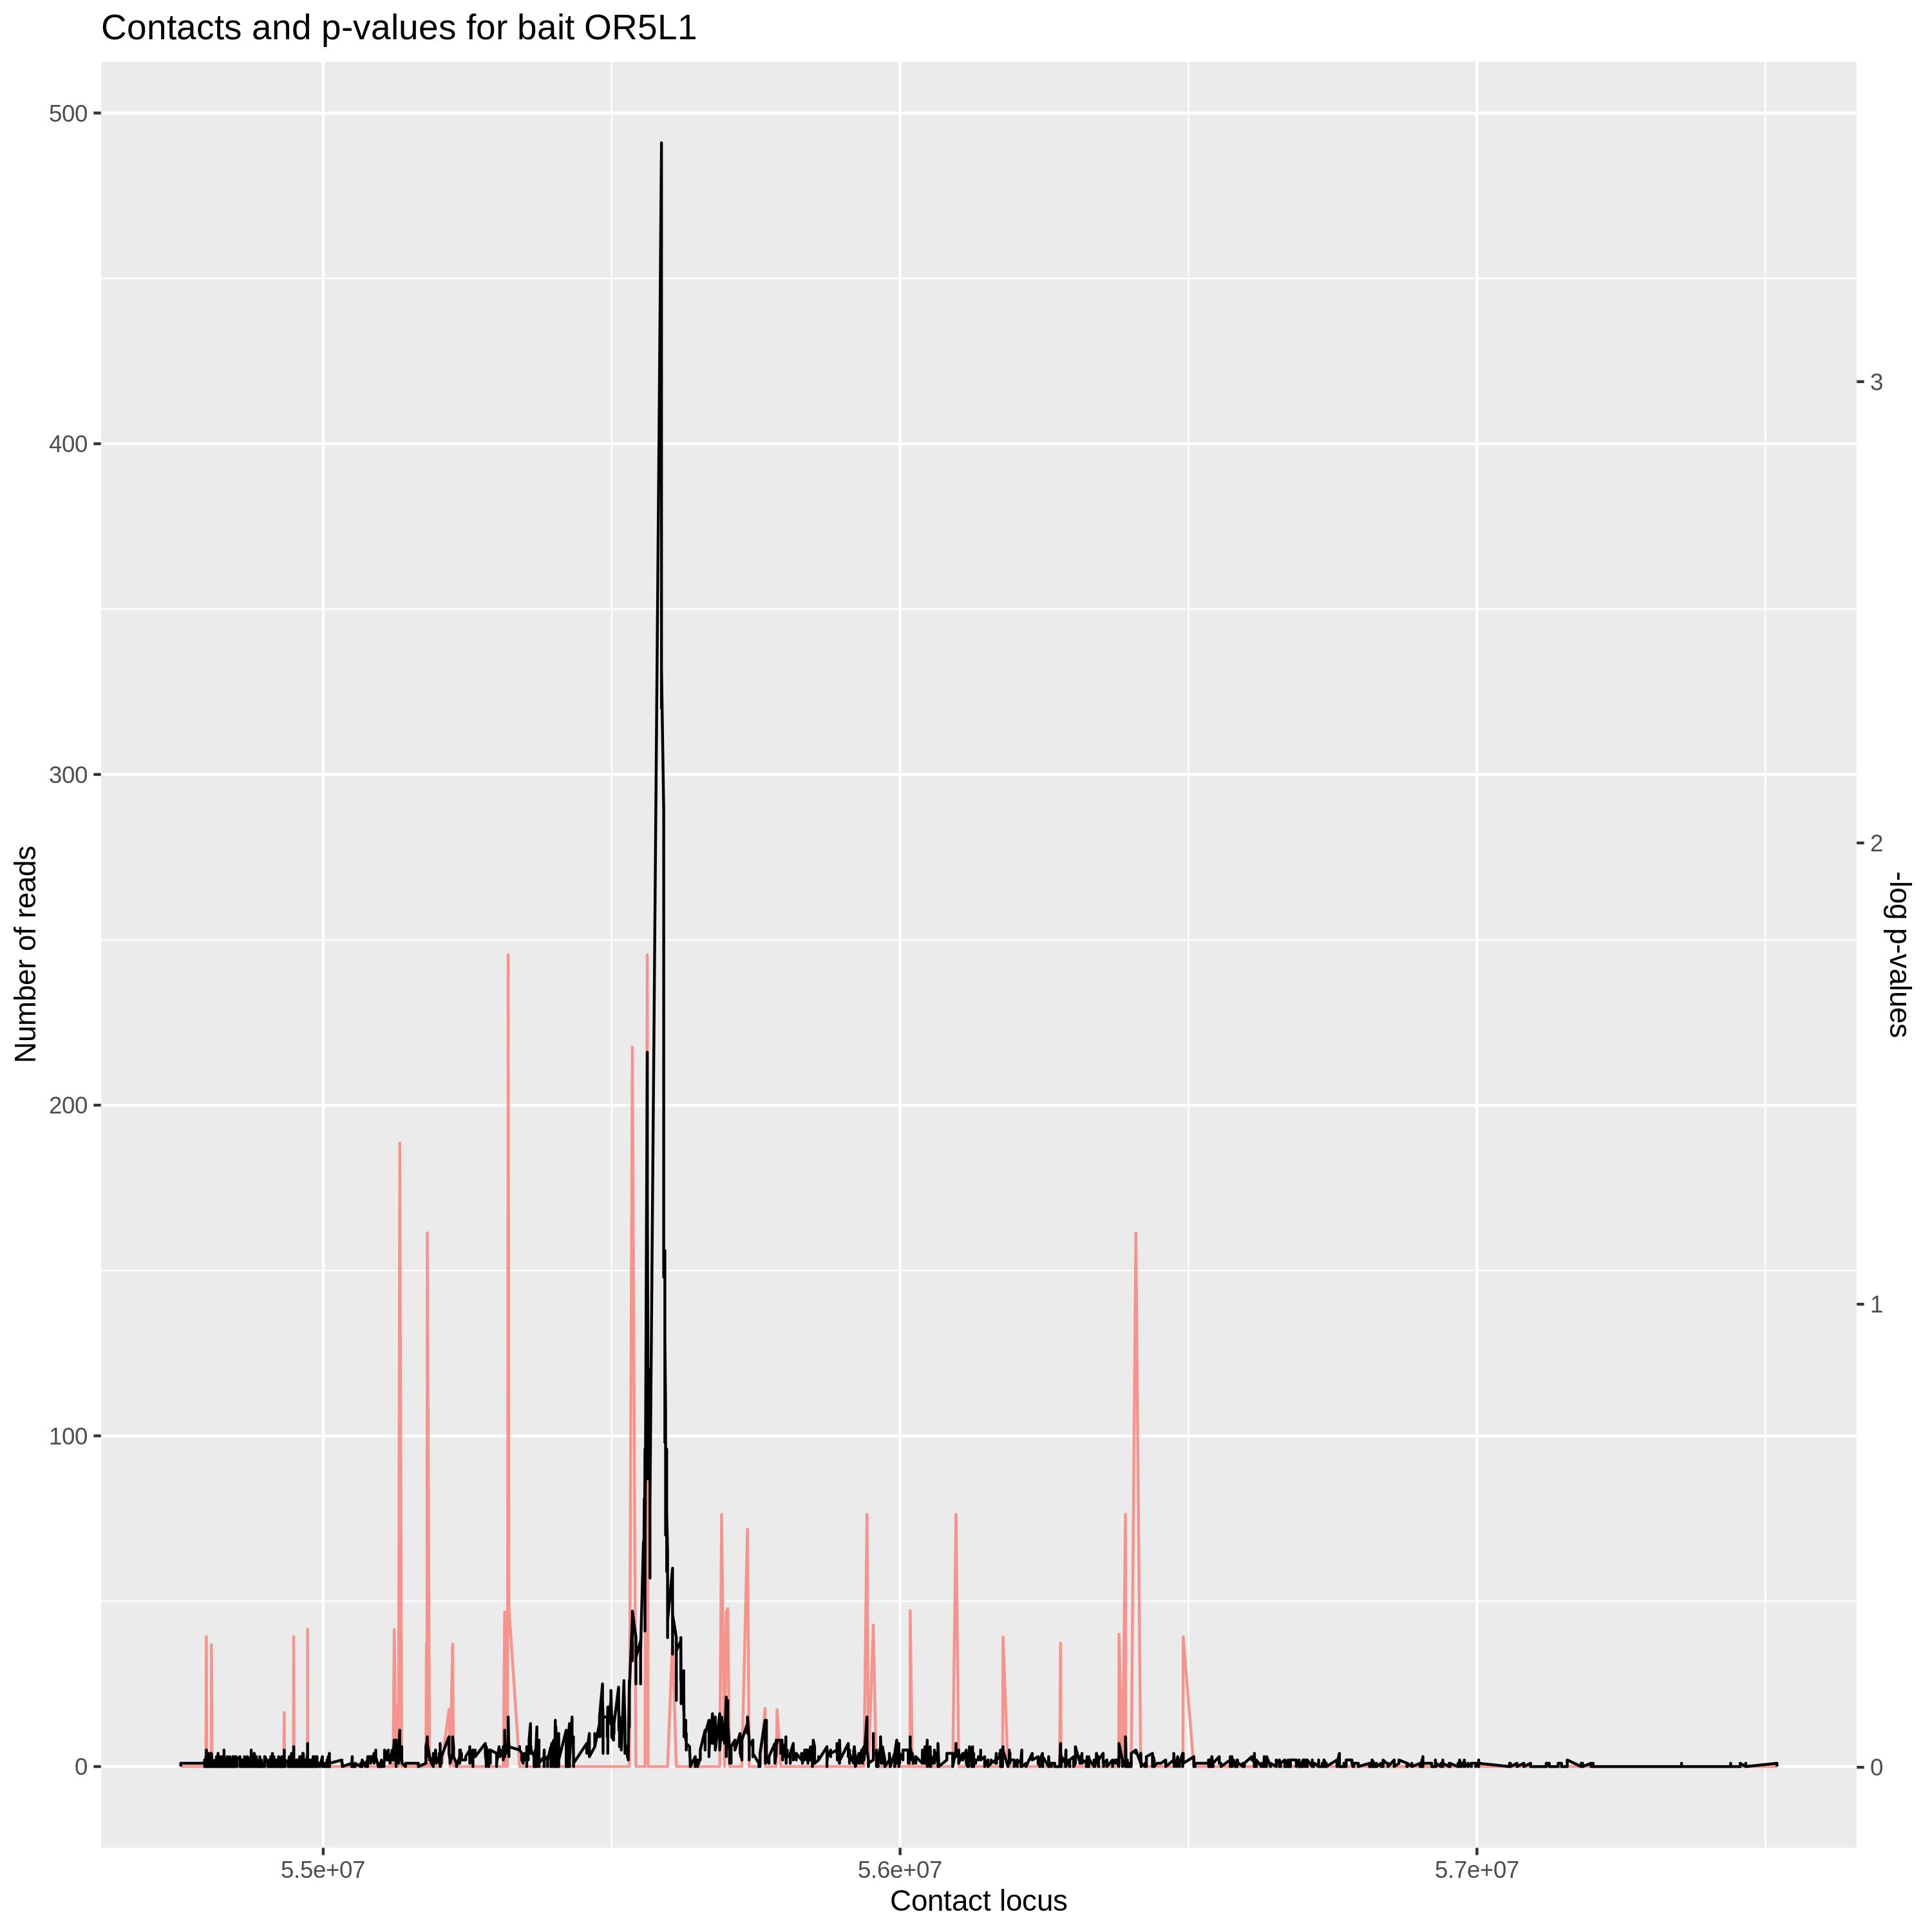 Contacts and p-values for bait OR5L1
500
400
300
200
100
0
Number of reads
3
2
1
0
-log p-values
5.5e+07
5.6e+07
5.7e+07
Contact locus